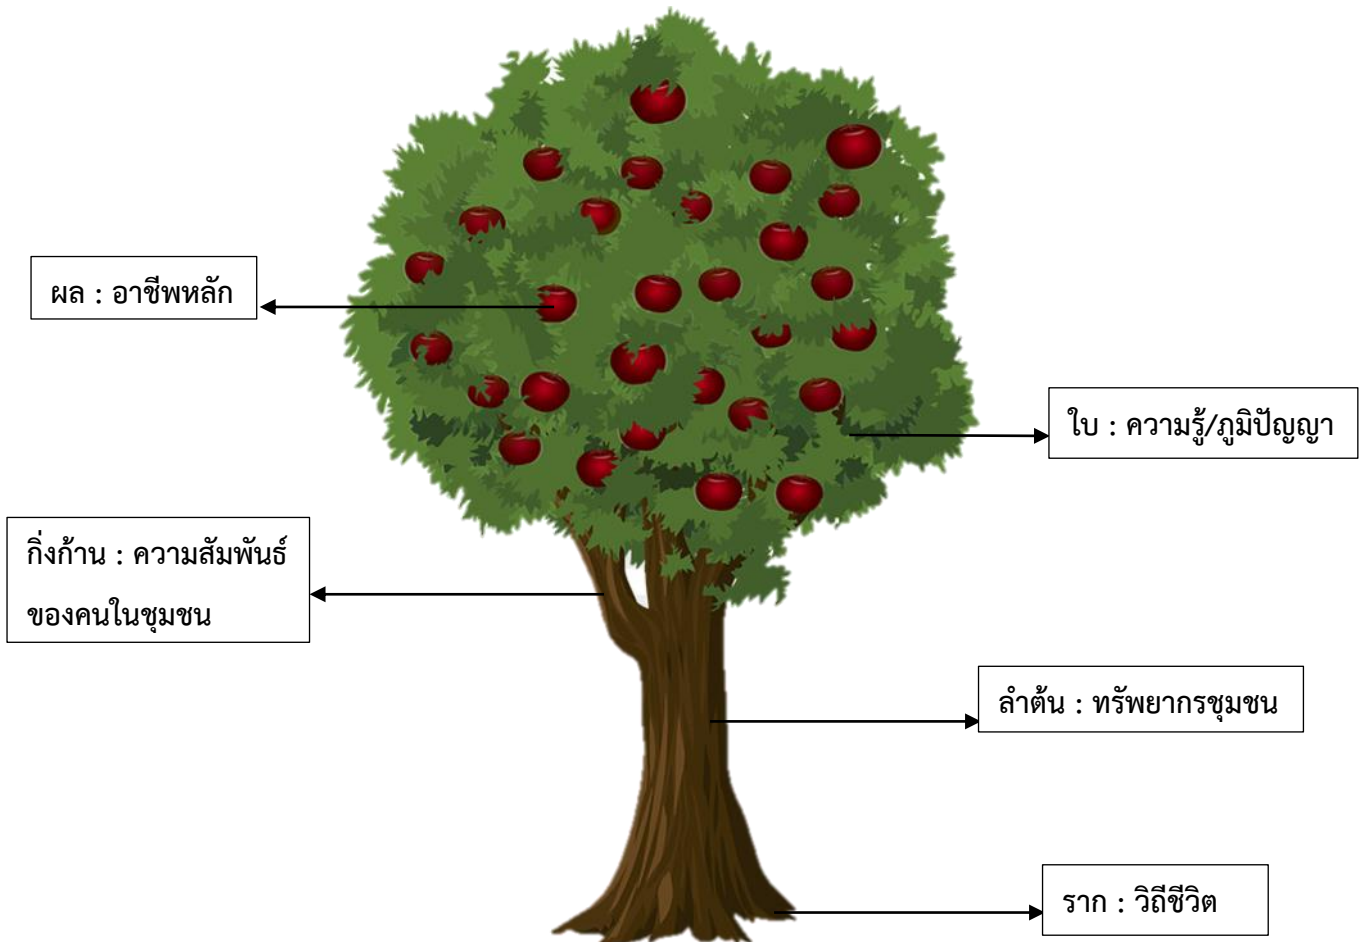 ผล : อาชีพหลัก
ใบ : ความรู้/ภูมิปัญญา
กิ่งก้าน : ความสัมพันธ์
ของคนในชุมชน
ลำต้น : ทรัพยากรชุมชน
ราก : วิถีชีวิต